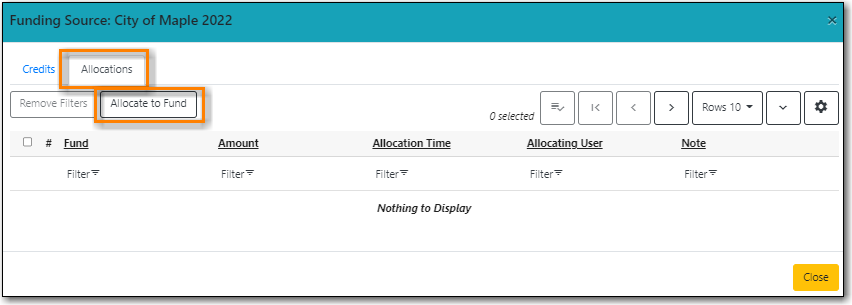 Funding Source: City of Maple 2022 ×
Credits Allocations
Remove Filters Allocate to Fund 0 selected Rows 10
# Fund Amount Allocation Time Allocating User Note
Filter Filter Filter Filter Filter
Nothing to Display
Close